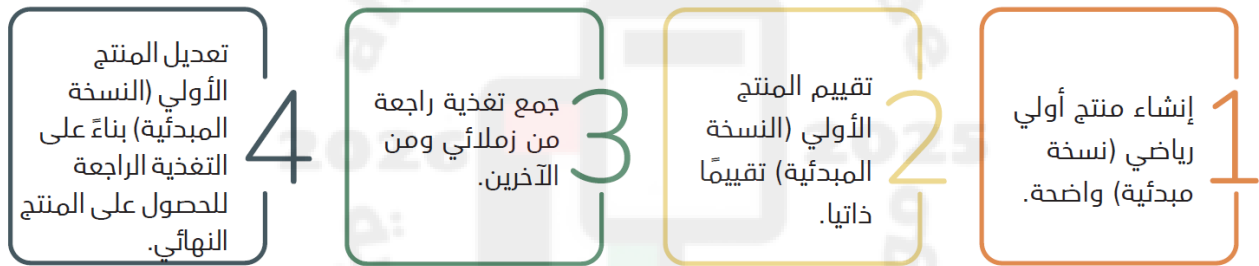 1
إنشاء منتج أولي
رياضي (نسخة
مبدئية) واضحة.
2
تقييم المنتج
الأولي (النسخة
المبدئية) تقييمًا
ذاتيا.
3
جمع تغذية راجعة
من زملائي ومن
الآخرين.
4
تعديل المنتج
الأولي (النسخة
المبدئية) بناءً على
التغذية الراجعة
للحصول على المنتج
النهائي.
2025
2026